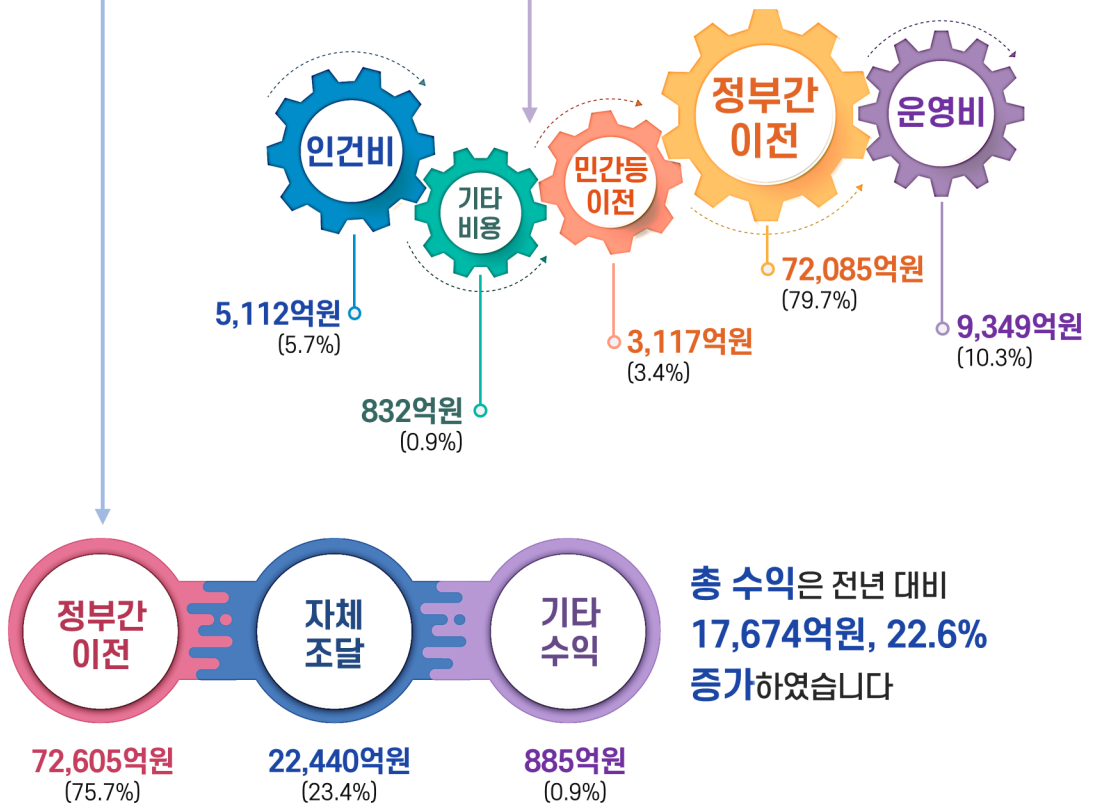 인건비
5,112억원
(5.7%)
기타
비용
832억원
(0.9%)
민간등
이전
3,117억원
(3.4%)
정부간
이전
72,085억원
(79.7%)
운영비
9,349억원
(10.3%)
정부간
이전
72,605억원
(75.7%)
자체
조달
22,440억원
(23.4%)
기타
수익
885억원
(0.9%)
총 수익은 전년 대비
17,674억원, 22.6%
증가하였습니다